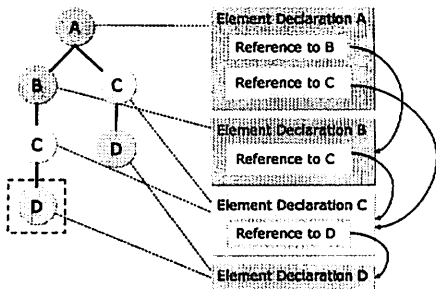 A
B
C
C
D
D
Element Declaration A
Reference to B
Reference to C
Element Declaration B
Reference to C
Element Declaration C
Reference to D
Element Declaration D